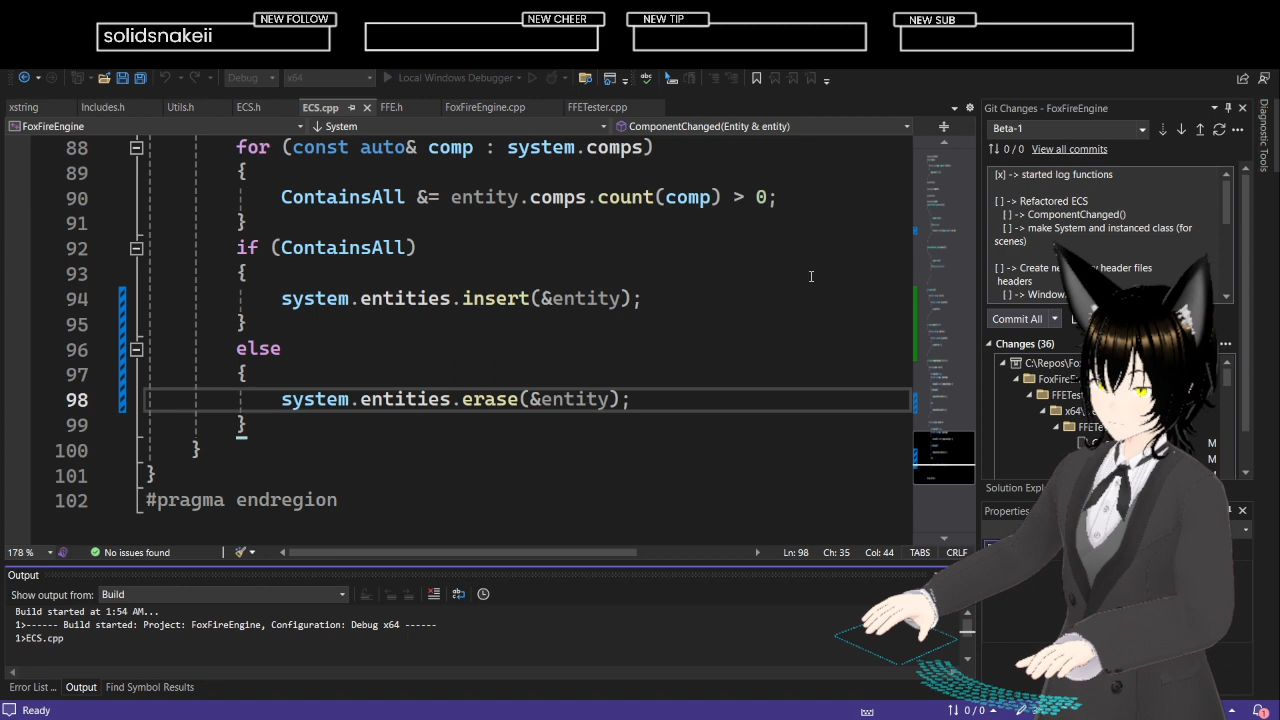 NEW FOLLOW
solidsnakeii
NEW CHEER
NEW TIP
NEW SUB
Debug
x64
Local Windows Debugger
xstring
Includes.h
Utils.h
ECS.h
ECS.cpp
FFE.h
FoxFireEngine.cpp
FFETester.cpp
FoxFireEngine
System
ComponentChanged(Entity & entity)
88 for (const auto& comp : system.comps)
89 {
90 ContainsAll &= entity.comps.count(comp) > 0;
91 }
92 if (ContainsAll)
93 {
94 system.entities.insert(&entity);
95 }
96 else
97 {
98 system.entities.erase(&entity);
99 }
100 }
101 }
102 #pragma endregion
178 %
No issues found
Ln: 98 Ch: 35 Col: 44 TABS CRLF
Output
Show output from: Build
Build started at 1:54 AM...
1>------ Build started: Project: FoxFireEngine, Configuration: Debug x64 ------
1>ECS.cpp
Error List ...
Output
Find Symbol Results
Ready
0 / 0
Git Changes - FoxFireEngine
Beta-1
0 / 0 View all commits
[x] -> started log functions
[ ] -> Refactored ECS
[ ] -> ComponentChanged()
[ ] -> make System and instanced class (for
scenes)
[ ] -> Create new
header files
headers
[ ] ->
Commit All
Changes (36)
C:\Repos\Fo
FoxFir
FFETe
x64\
FFE
M
M
Solution
Properties
Diagnostic Tools
1